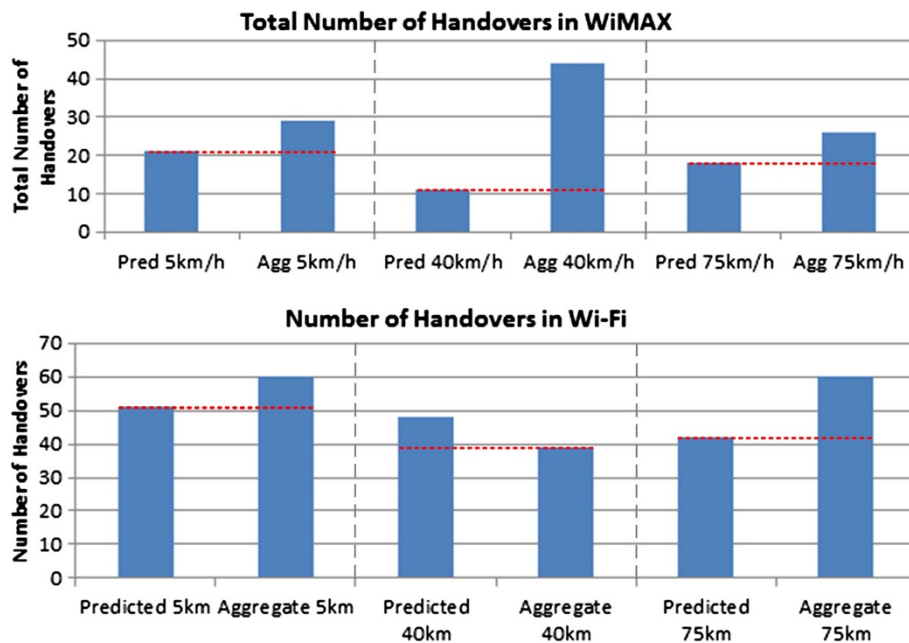 Total Number of Handovers in WiMAX
Total Number of
Handovers
50
40
30
20
10
0
Pred 5km/h
Agg 5km/h
Pred 40km/h
Agg 40km/h
Pred 75km/h
Agg 75km/h
Number of Handovers in Wi-Fi
Number of Handovers
70
60
50
40
30
20
10
0
Predicted 5km
Aggregate 5km
Predicted
40km
Aggregate
40km
Predicted
75km
Aggregate
75km